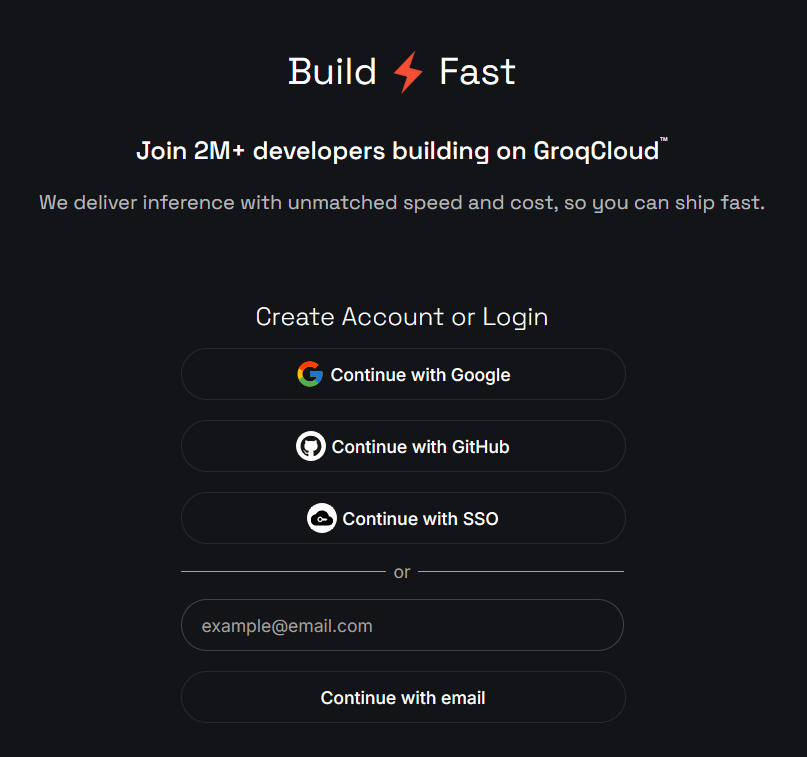 Build Fast
Join 2M+ developers building on GroqCloud™
We deliver inference with unmatched speed and cost, so you can ship fast.
Create Account or Login
Continue with Google
Continue with GitHub
Continue with SSO
or
example@email.com
Continue with email